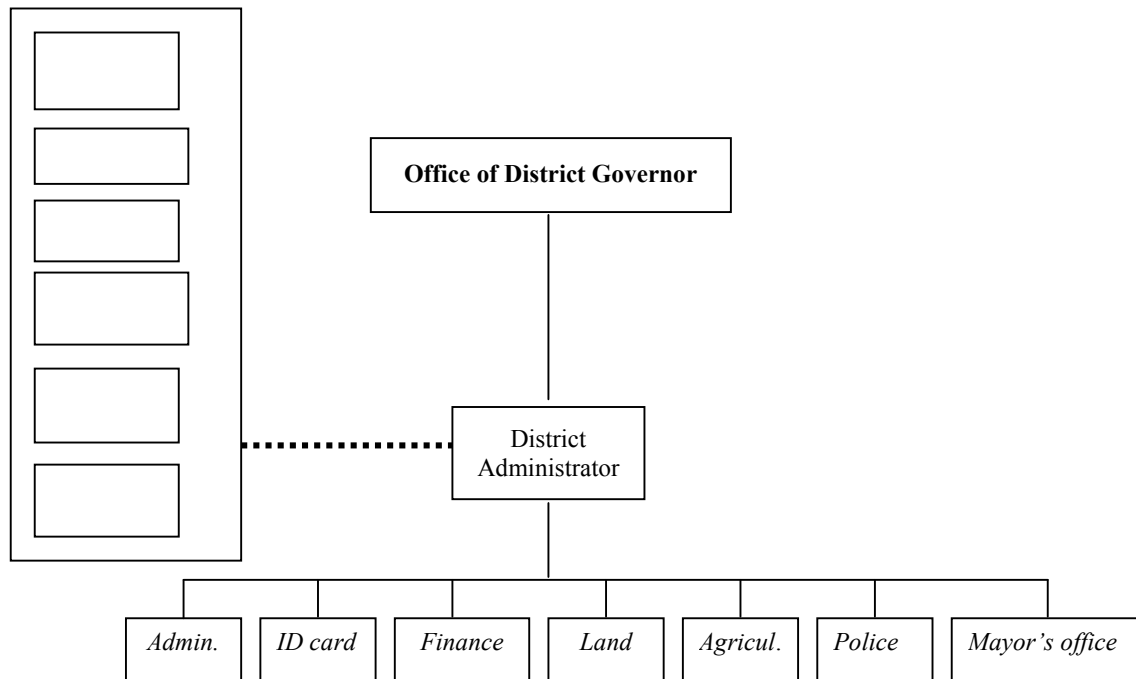 Office of District Governor
District
Administrator
Admin.
ID card
Finance
Land
Agricul.
Police
Mayor's office